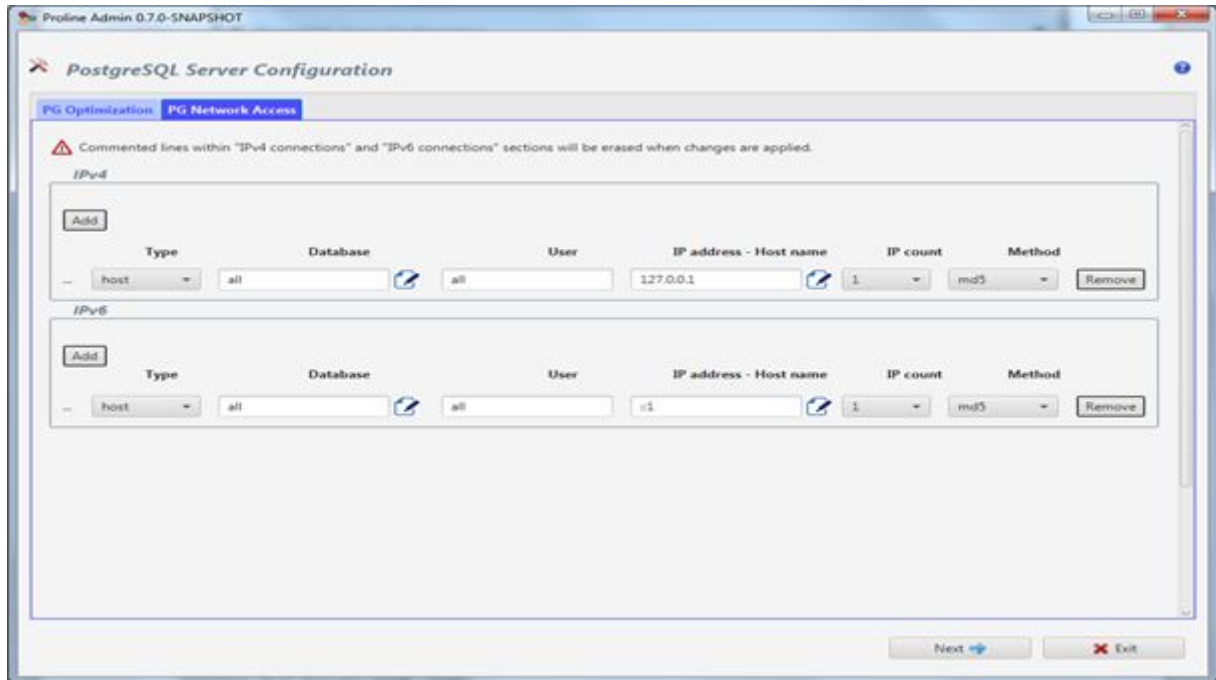 Proline Admin 0.7.0-SNAPSHOT
PostgreSQL Server Configuration
PG Optimization PG Network Access
Commented lines within "IPv4 connections" and "IPv6 connections" sections will be erased when changes are applied.
IPv4
Add
Type Database User IP address - Host name IP count Method
... host all all 127.0.0.1 1 md5 Remove
IPv6
Add
Type Database User IP address - Host name IP count Method
... host all all ::1 1 md5 Remove
Next Exit